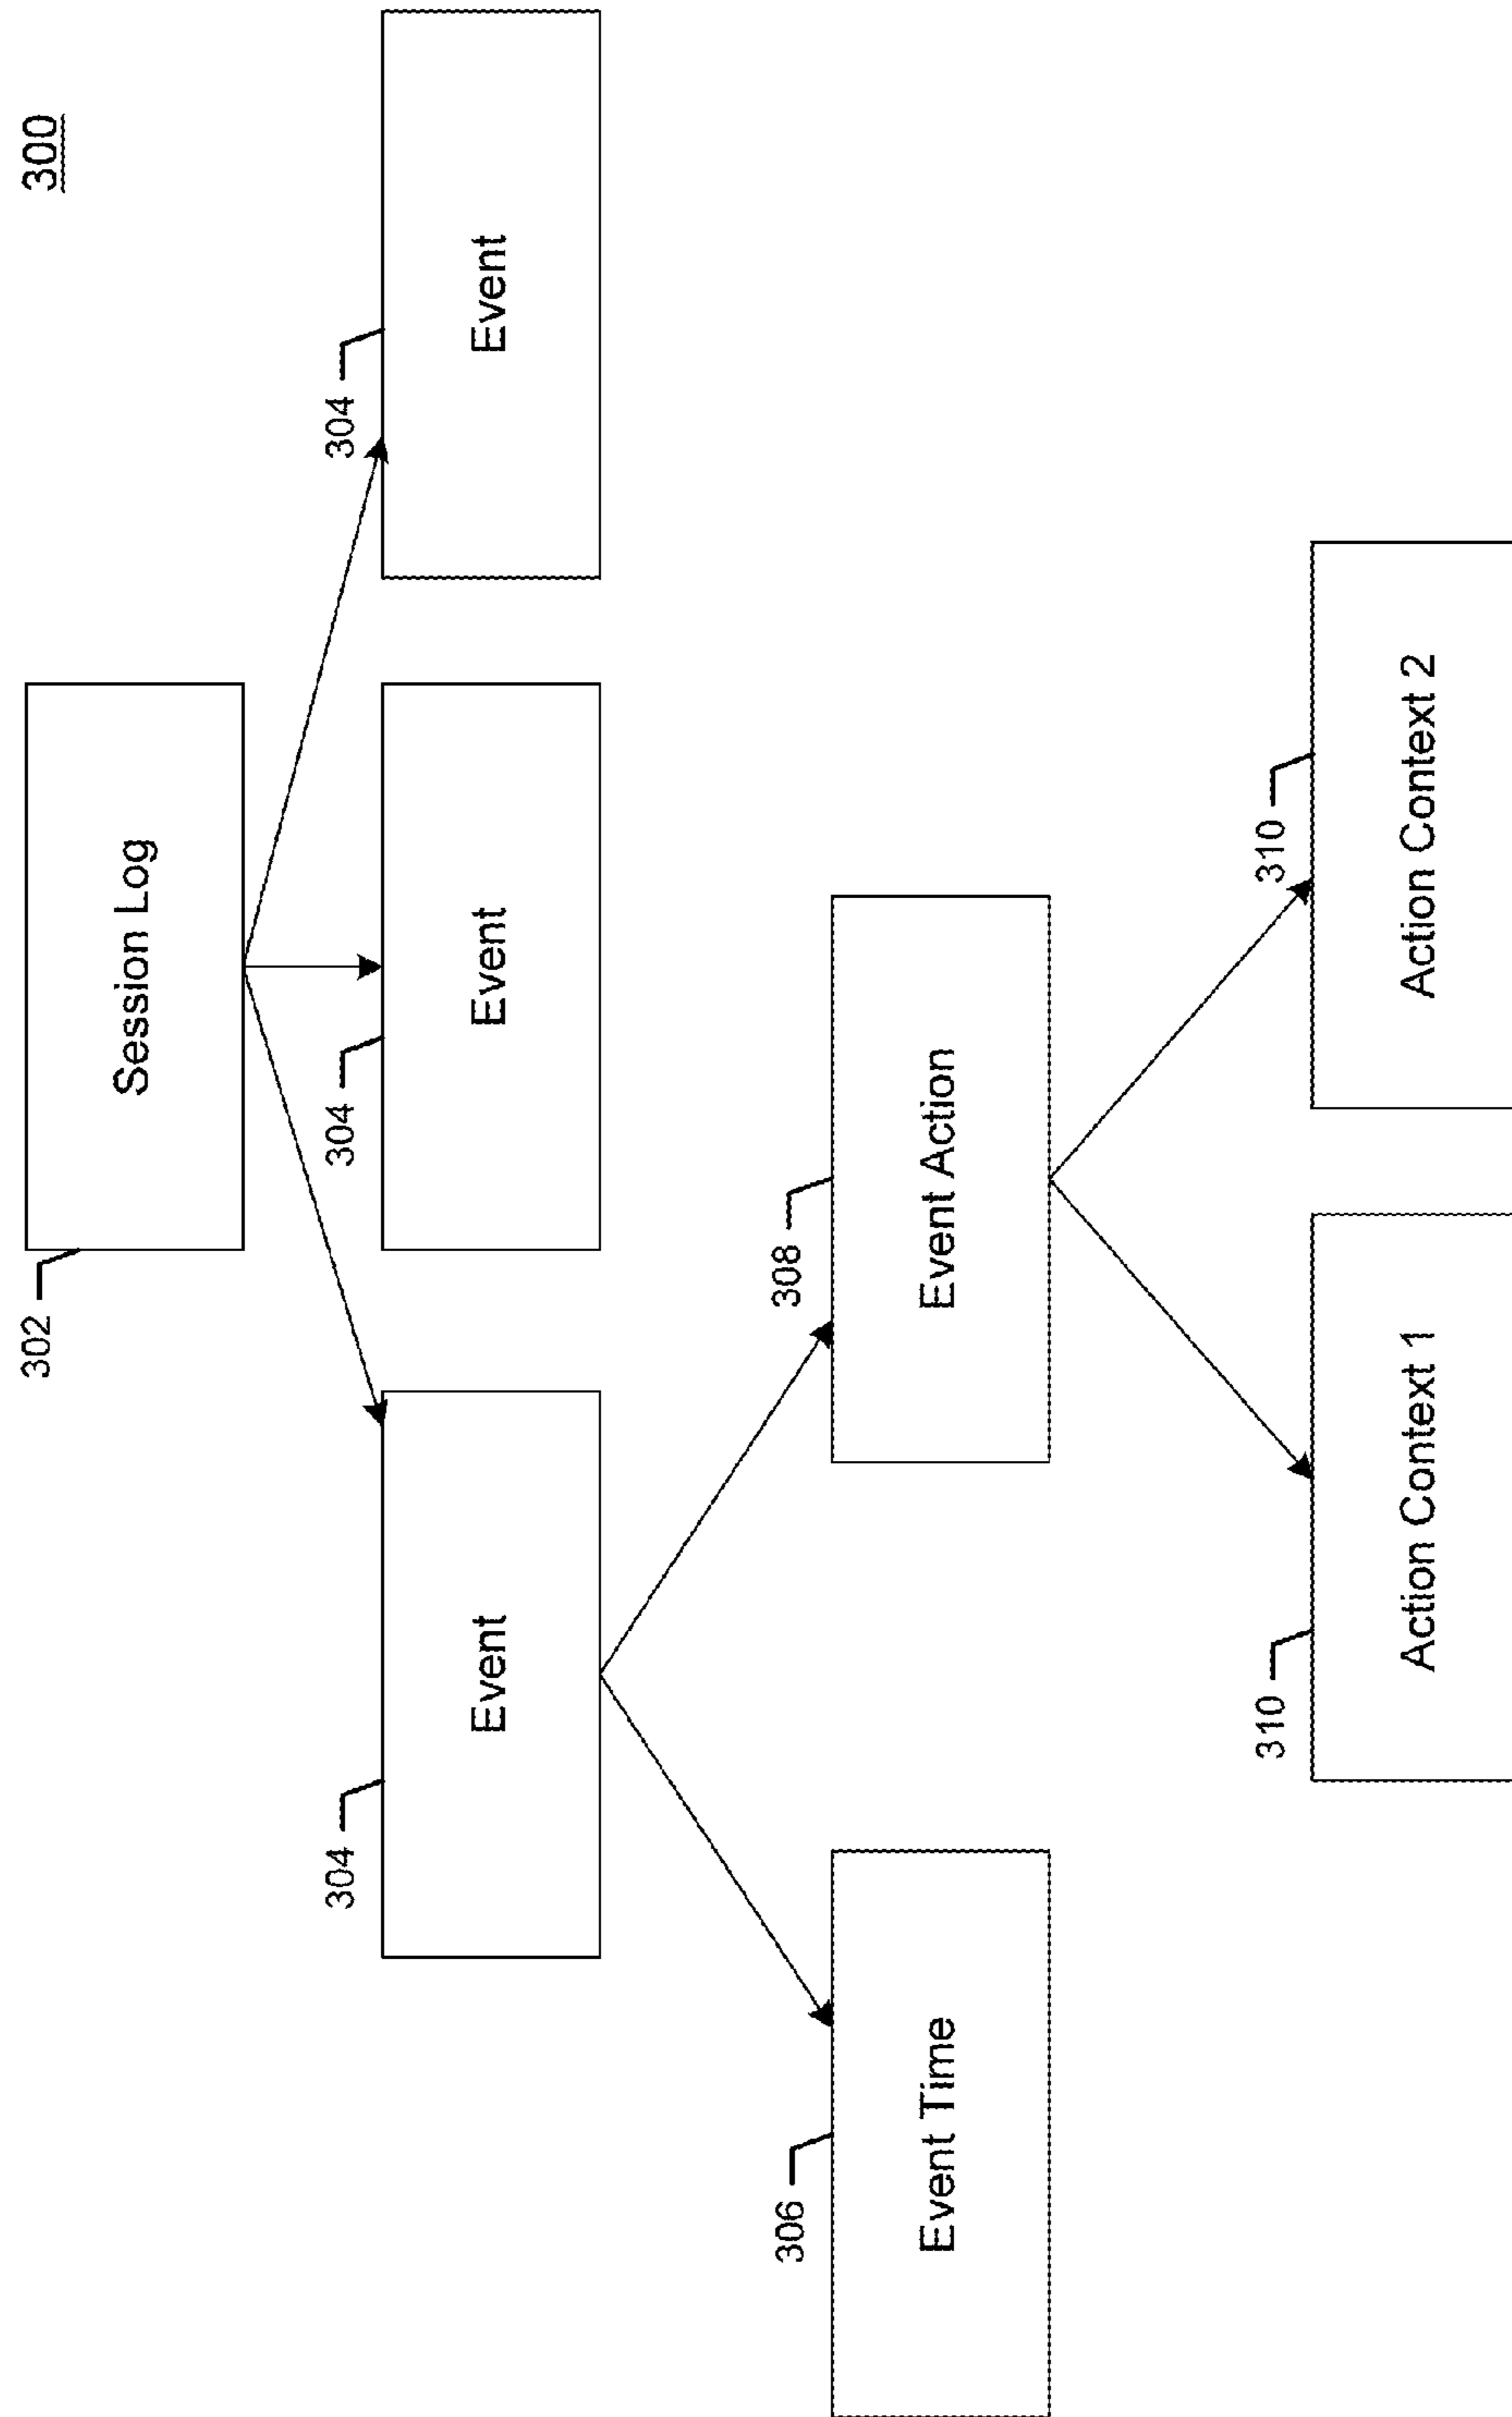 300
302
Session Log
304
Event
304
Event
304
Event
306
Event Time
308
Event Action
310
Action Context 1
310
Action Context 2